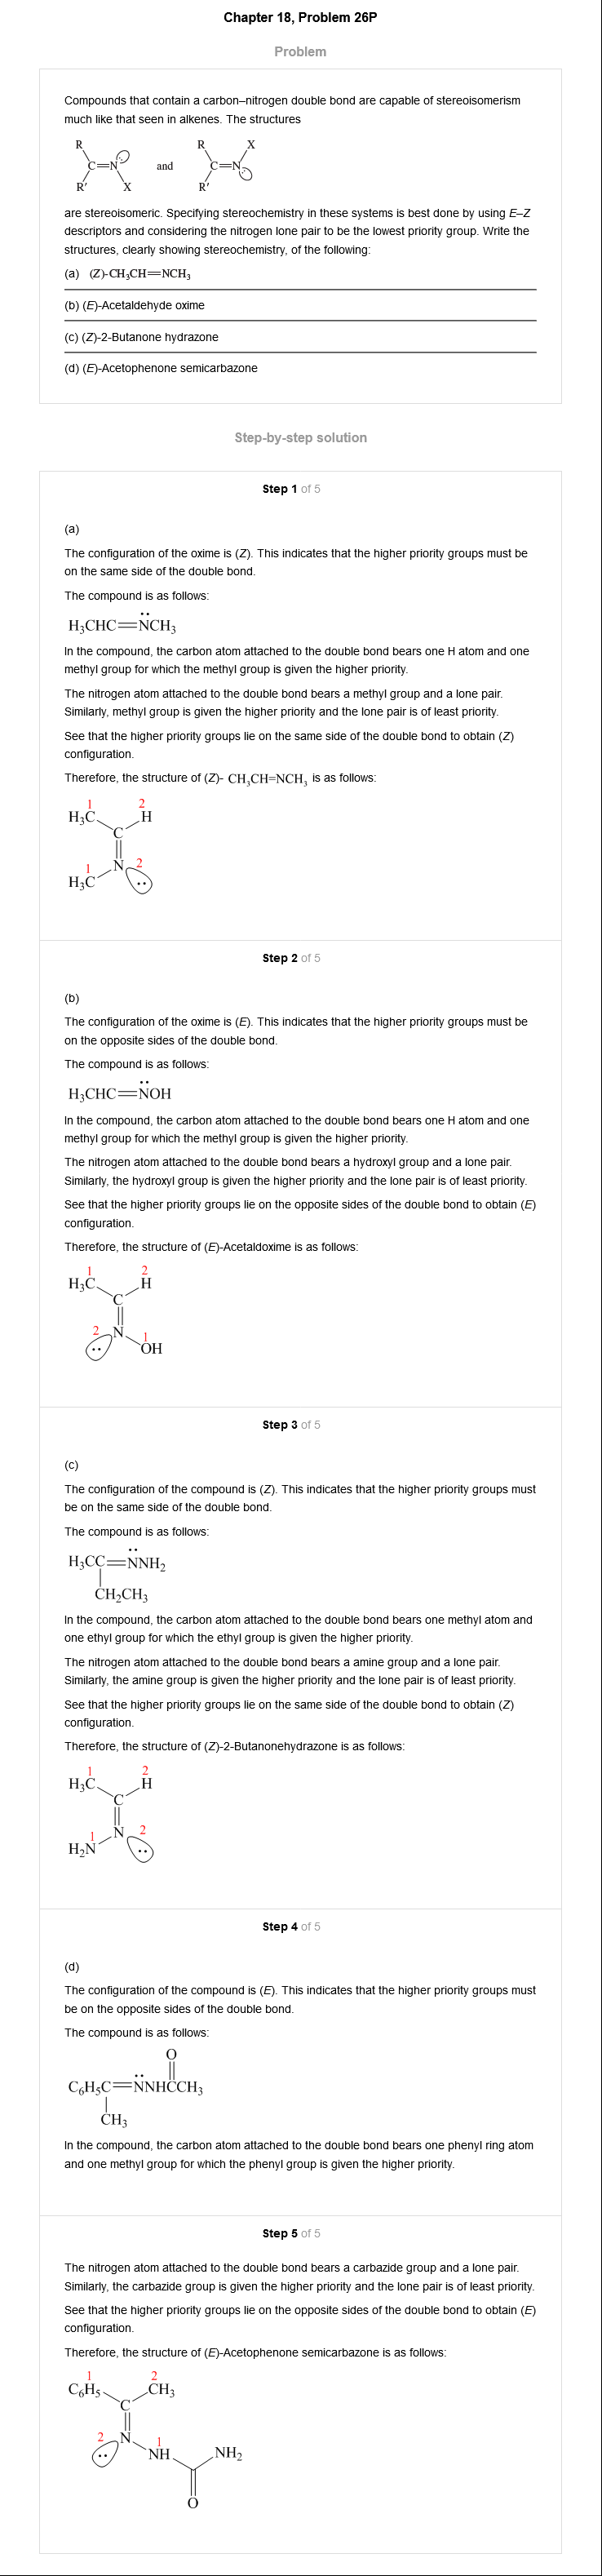 Chapter 18, Problem 26P
Problem
Compounds that contain a carbon–nitrogen double bond are capable of stereoisomerism
much like that seen in alkenes. The structures
R R X
C=N and C=N
R' X R'
are stereoisomeric. Specifying stereochemistry in these systems is best done by using E–Z
descriptors and considering the nitrogen lone pair to be the lowest priority group. Write the
structures, clearly showing stereochemistry, of the following:
(a) (Z)-CH₃CH=NCH₃
(b) (E)-Acetaldehyde oxime
(c) (Z)-2-Butanone hydrazone
(d) (E)-Acetophenone semicarbazone
Step-by-step solution
Step 1 of 5
(a)
The configuration of the oxime is (Z). This indicates that the higher priority groups must be
on the same side of the double bond.
The compound is as follows:
H₃CHC=NCH₃
In the compound, the carbon atom attached to the double bond bears one H atom and one
methyl group for which the methyl group is given the higher priority.
The nitrogen atom attached to the double bond bears a methyl group and a lone pair.
Similarly, methyl group is given the higher priority and the lone pair is of least priority.
See that the higher priority groups lie on the same side of the double bond to obtain (Z)
configuration.
Therefore, the structure of (Z)- CH₃CH=NCH₃ is as follows:
1 2
H₃C H
C
1 N 2
H₃C
Step 2 of 5
(b)
The configuration of the oxime is (E). This indicates that the higher priority groups must be
on the opposite sides of the double bond.
The compound is as follows:
H₃CHC=NOH
In the compound, the carbon atom attached to the double bond bears one H atom and one
methyl group for which the methyl group is given the higher priority.
The nitrogen atom attached to the double bond bears a hydroxyl group and a lone pair.
Similarly, the hydroxyl group is given the higher priority and the lone pair is of least priority.
See that the higher priority groups lie on the opposite sides of the double bond to obtain (E)
configuration.
Therefore, the structure of (E)-Acetaldoxime is as follows:
1 2
H₃C H
C
2 N 1
OH
Step 3 of 5
(c)
The configuration of the compound is (Z). This indicates that the higher priority groups must
be on the same side of the double bond.
The compound is as follows:
H₃CC=NNH₂
CH₂CH₃
In the compound, the carbon atom attached to the double bond bears one methyl atom and
one ethyl group for which the ethyl group is given the higher priority.
The nitrogen atom attached to the double bond bears a amine group and a lone pair.
Similarly, the amine group is given the higher priority and the lone pair is of least priority.
See that the higher priority groups lie on the same side of the double bond to obtain (Z)
configuration.
Therefore, the structure of (Z)-2-Butanonehydrazone is as follows:
1 2
H₃C H
C
1 N 2
H₂N
Step 4 of 5
(d)
The configuration of the compound is (E). This indicates that the higher priority groups must
be on the opposite sides of the double bond.
The compound is as follows:
O
C₆H₅C=NNHCCH₃
CH₃
In the compound, the carbon atom attached to the double bond bears one phenyl ring atom
and one methyl group for which the phenyl group is given the higher priority.
Step 5 of 5
The nitrogen atom attached to the double bond bears a carbazide group and a lone pair.
Similarly, the carbazide group is given the higher priority and the lone pair is of least priority.
See that the higher priority groups lie on the opposite sides of the double bond to obtain (E)
configuration.
Therefore, the structure of (E)-Acetophenone semicarbazone is as follows:
1 2
C₆H₅ CH₃
C
2 N 1
NH NH₂
O